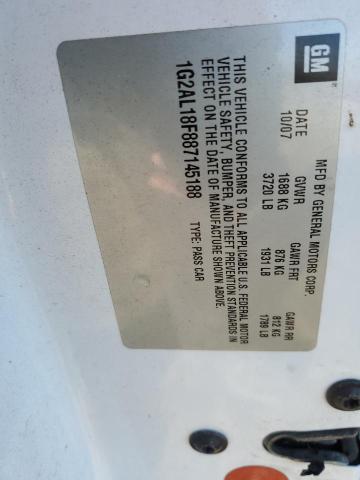 GM
MFD BY GENERAL MOTORS CORP.
DATE GVWR GAWR FRT GAWR RR
10/07 1688 KG 876 KG 812 KG
3720 LB 1931 LB 1789 LB
THIS VEHICLE CONFORMS TO ALL APPLICABLE U.S. FEDERAL MOTOR
VEHICLE SAFETY, BUMPER, AND THEFT PREVENTION STANDARDS IN
EFFECT ON THE DATE OF MANUFACTURE SHOWN ABOVE.
1G2AL18F887145188 TYPE: PASS CAR